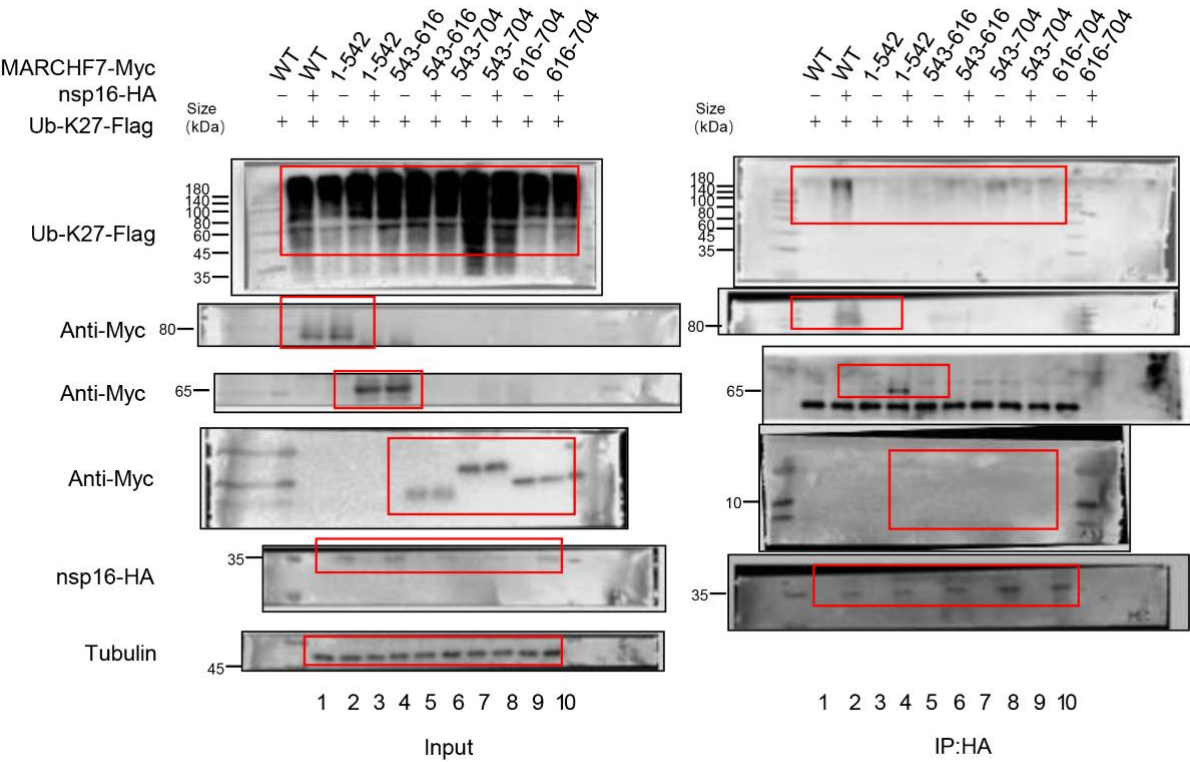 WT WT 1-542 1-542 543-616 543-616 543-704 543-704 616-704 616-704
WT WT 1-542 1-542 543-616 543-616 543-704 543-704 616-704 616-704
MARCHF7-Myc
nsp16-HA − + − + − + − + − +
− + − + − + − + − +
Ub-K27-Flag + + + + + + + + + +
+ + + + + + + + + +
Size
(kDa)
Size
(kDa)
Ub-K27-Flag
180
140
100
80
60
45
35
180
140
100
80
60
45
35
Anti-Myc 80
80
Anti-Myc 65
65
Anti-Myc
10
nsp16-HA 35
35
Tubulin
45
1 2 3 4 5 6 7 8 9 10
1 2 3 4 5 6 7 8 9 10
Input
IP:HA